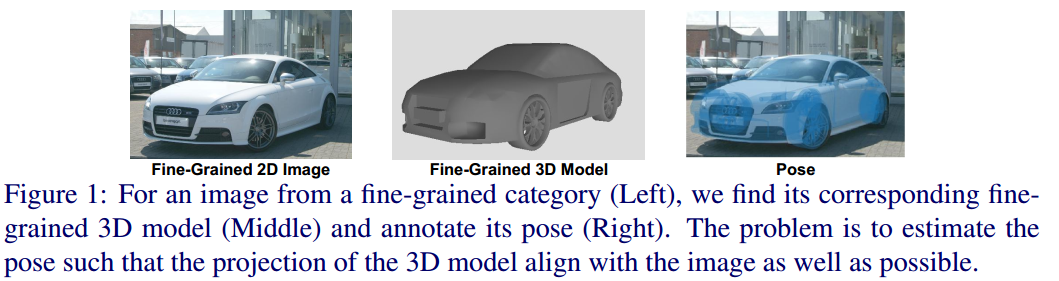 Fine-Grained 2D Image
Fine-Grained 3D Model
Pose
Figure 1: For an image from a fine-grained category (Left), we find its corresponding fine-
grained 3D model (Middle) and annotate its pose (Right). The problem is to estimate the
pose such that the projection of the 3D model align with the image as well as possible.